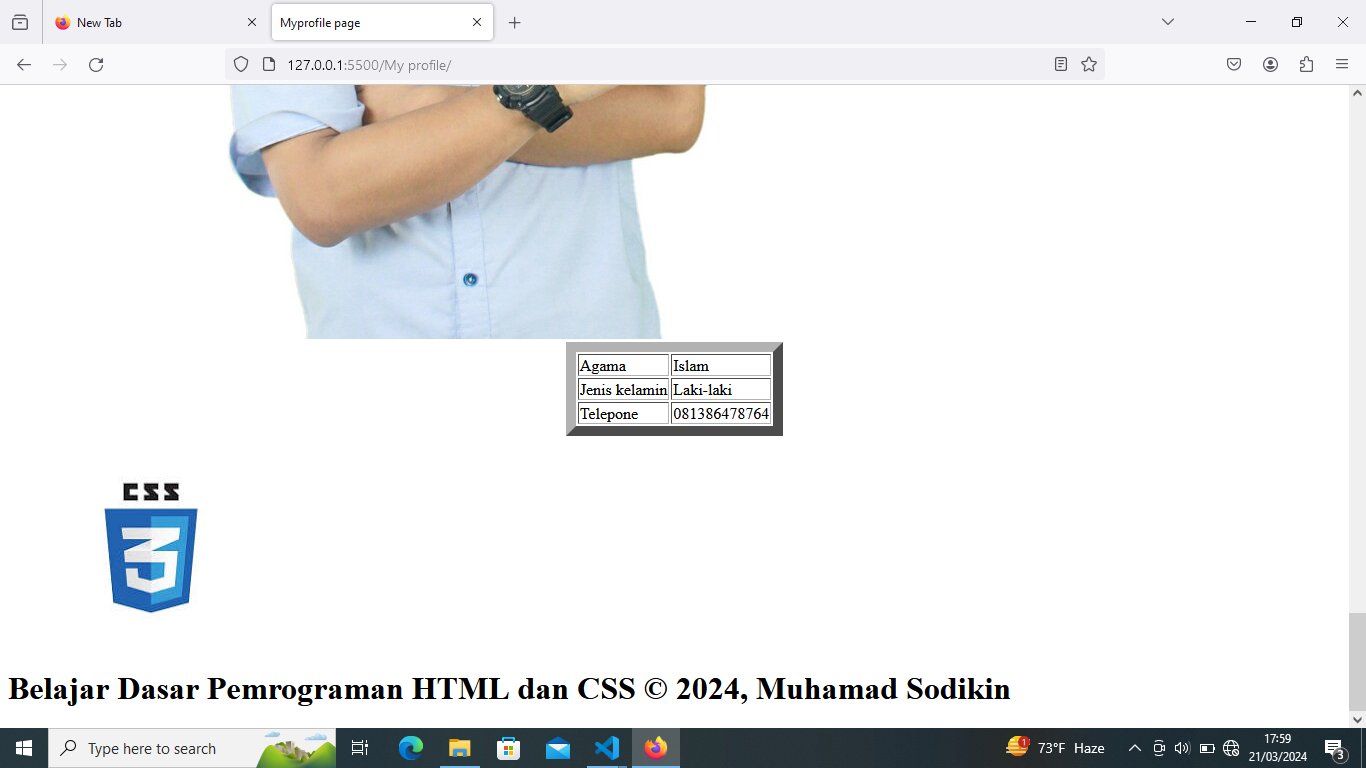 New Tab
Myprofile page
127.0.0.1:5500/My profile/
Agama Islam
Jenis kelamin Laki-laki
Telepone 081386478764
CSS
3
Belajar Dasar Pemrograman HTML dan CSS © 2024, Muhamad Sodikin
Type here to search
1
73°F Haze
17:59
21/03/2024
3